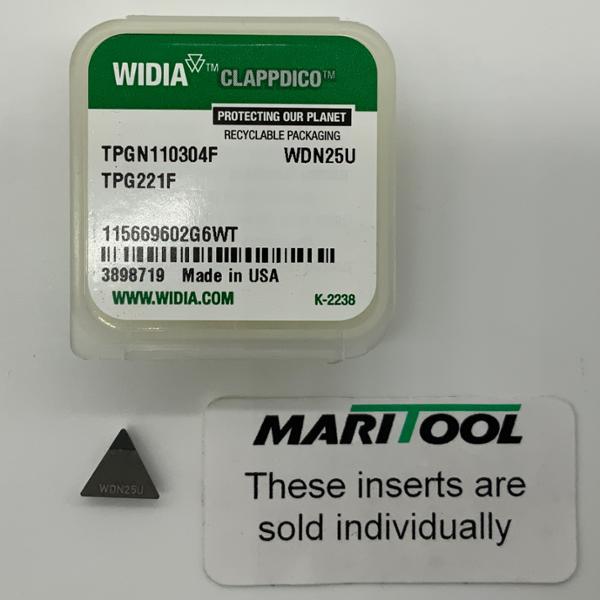 WIDIA™ CLAPPDICO™
PROTECTING OUR PLANET
RECYCLABLE PACKAGING
TPGN110304F WDN25U
TPG221F
115669602G6WT
3898719 Made in USA
WWW.WIDIA.COM K-2238
WDN25U
MARITOOL
These inserts are
sold individually